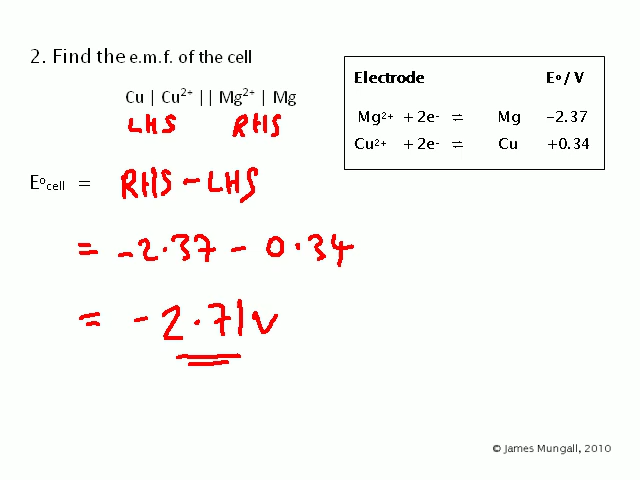 2. Find the e.m.f. of the cell
Cu | Cu²⁺ || Mg²⁺ | Mg
LHS RHS
Electrode E° / V
Mg²⁺ + 2e⁻ ⇌ Mg −2.37
Cu²⁺ + 2e⁻ ⇌ Cu +0.34
E°cell = RHS − LHS
= −2.37 − 0.34
= −2.71V
© James Mungall, 2010